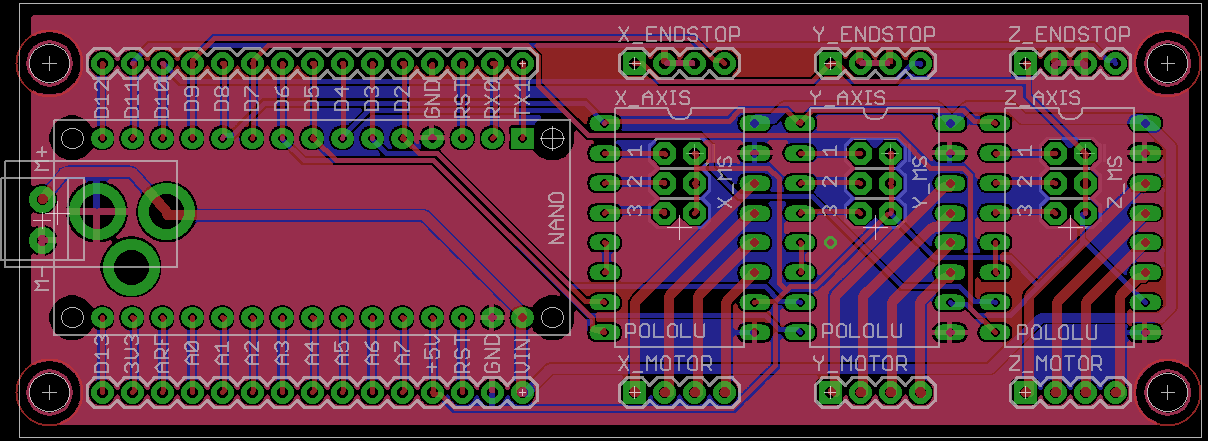 X_ENDSTOP Y_ENDSTOP Z_ENDSTOP
D12 D11 D10 D9 D8 D7 D6 D5 D4 D3 D2 GND RST RX0 TX1
X_AXIS Y_AXIS Z_AXIS
1 1 1
2 2 2
3 3 3
X_MS Y_MS Z_MS
M+
M-
NANO
POLOLU POLOLU POLOLU
D13 3V3 ARF A0 A1 A2 A3 A4 A5 A6 A7 +5V RST GND VIN
X_MOTOR Y_MOTOR Z_MOTOR